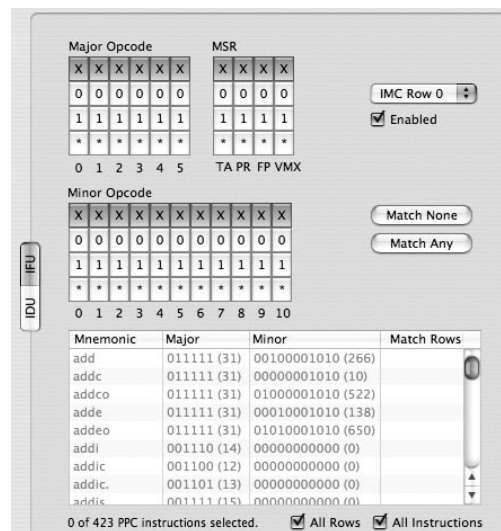 Major Opcode MSR
X X X X X X X X X X
0 0 0 0 0 0 0 0 0 0
1 1 1 1 1 1 1 1 1 1
* * * * * * * * * *
0 1 2 3 4 5 TA PR FP VMX
IMC Row 0
Enabled
Minor Opcode
X X X X X X X X X X X
0 0 0 0 0 0 0 0 0 0 0
1 1 1 1 1 1 1 1 1 1 1
* * * * * * * * * * *
0 1 2 3 4 5 6 7 8 9 10
Match None
Match Any
IFU
IDU
Mnemonic Major Minor Match Rows
add 011111 (31) 00100001010 (266)
addc 011111 (31) 00000001010 (10)
addco 011111 (31) 01000001010 (522)
adde 011111 (31) 00010001010 (138)
addeo 011111 (31) 01010001010 (650)
addi 001110 (14) 00000000000 (0)
addic 001100 (12) 00000000000 (0)
addic. 001101 (13) 00000000000 (0)
addis 001111 (15) 00000000000 (0)
0 of 423 PPC instructions selected. All Rows All Instructions